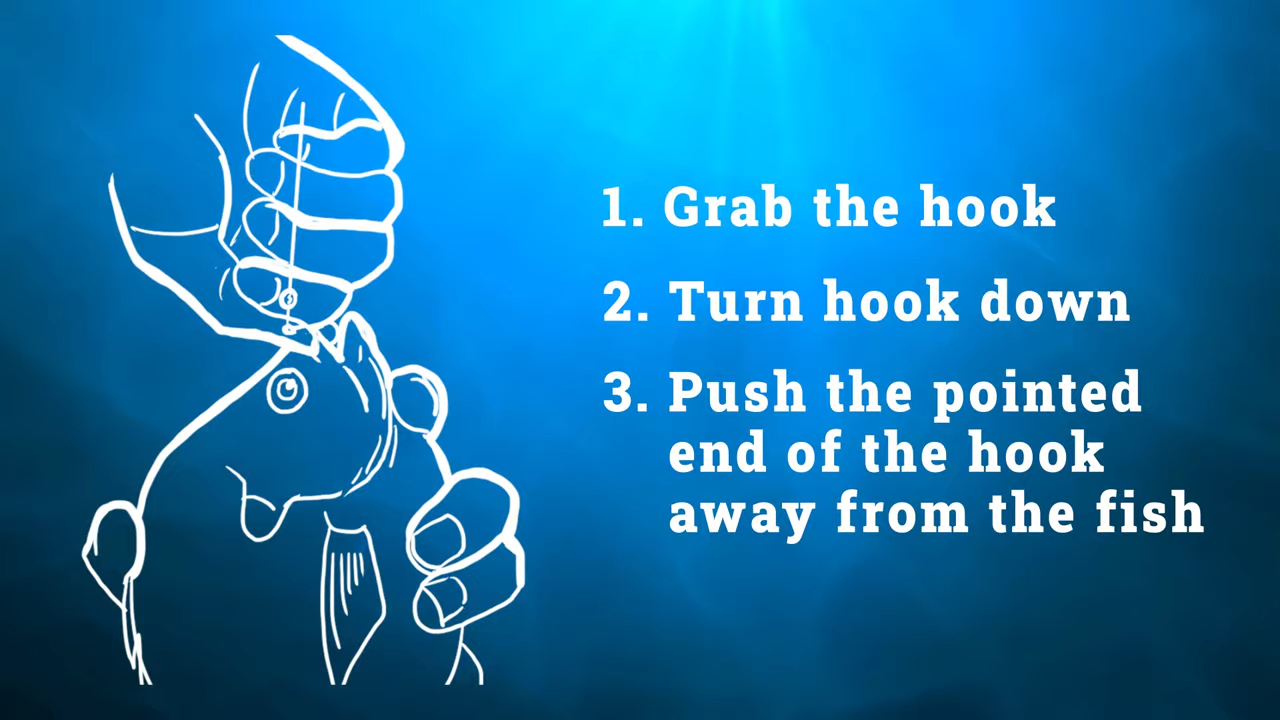 1. Grab the hook
2. Turn hook down
3. Push the pointed
end of the hook
away from the fish